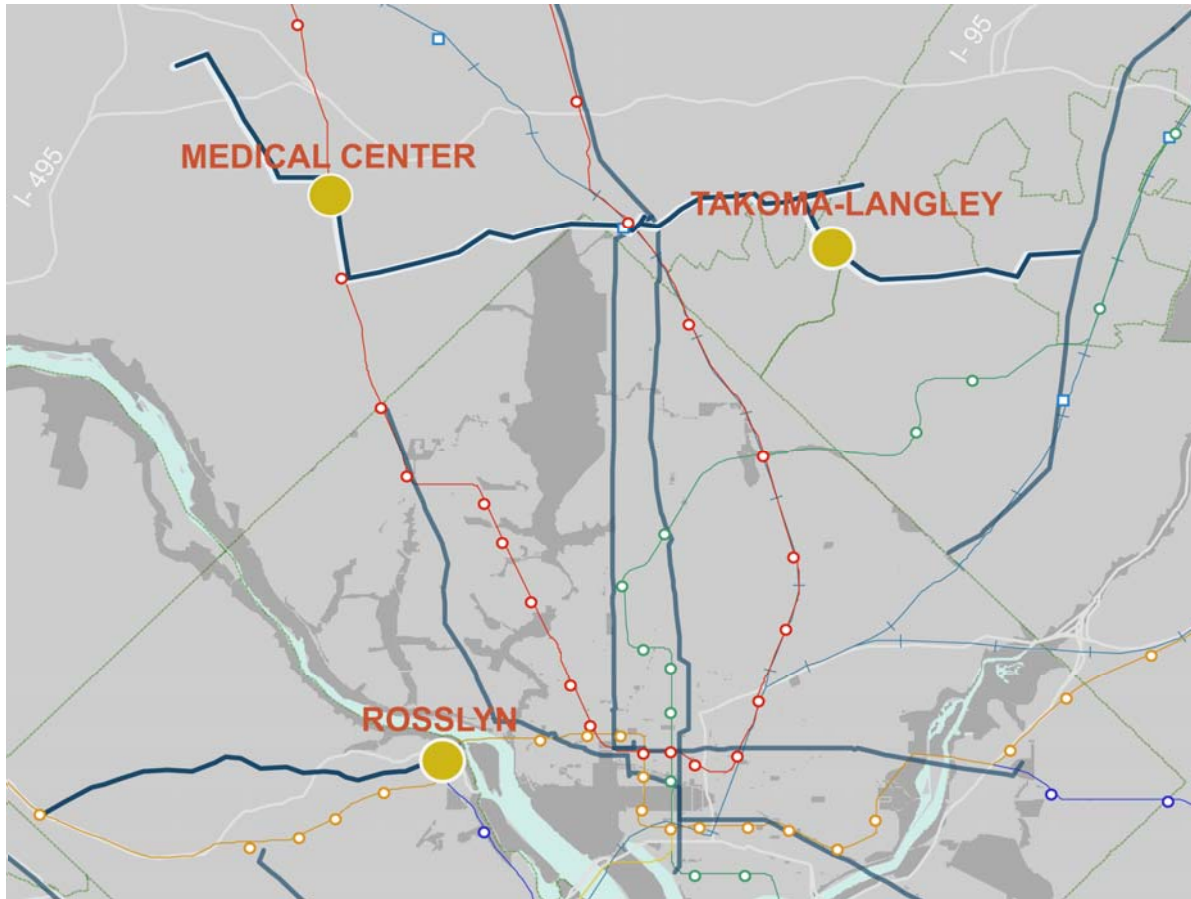 I- 95
I- 495
MEDICAL CENTER
TAKOMA-LANGLEY
ROSSLYN